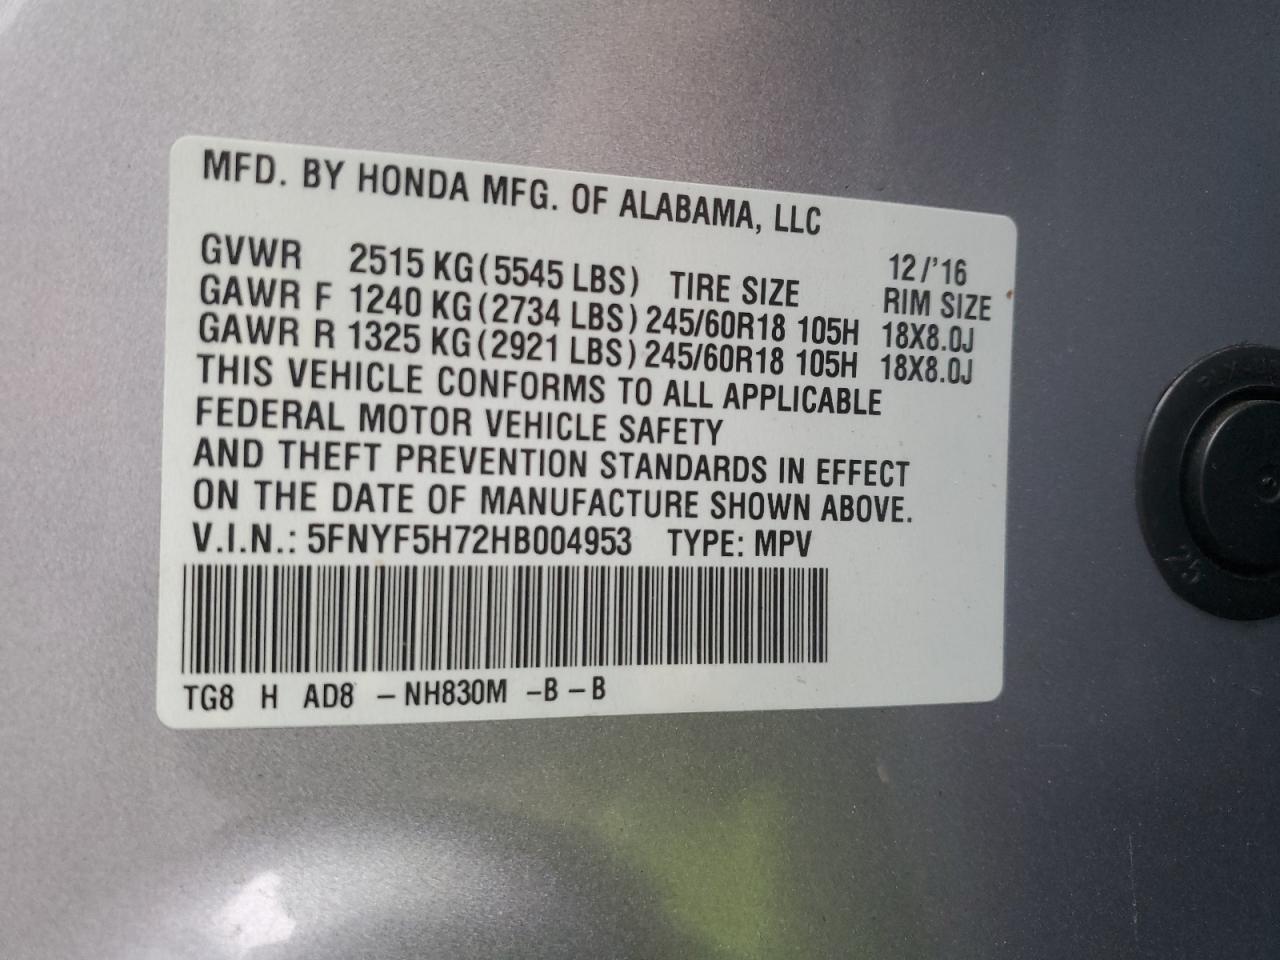 MFD. BY HONDA MFG. OF ALABAMA, LLC
GVWR 2515 KG(5545 LBS) TIRE SIZE 12/'16 RIM SIZE
GAWR F 1240 KG(2734 LBS) 245/60R18 105H 18X8.0J
GAWR R 1325 KG(2921 LBS) 245/60R18 105H 18X8.0J
THIS VEHICLE CONFORMS TO ALL APPLICABLE
FEDERAL MOTOR VEHICLE SAFETY
AND THEFT PREVENTION STANDARDS IN EFFECT
ON THE DATE OF MANUFACTURE SHOWN ABOVE.
V.I.N.: 5FNYF5H72HB004953 TYPE: MPV
TG8 H AD8 -NH830M -B-B
25